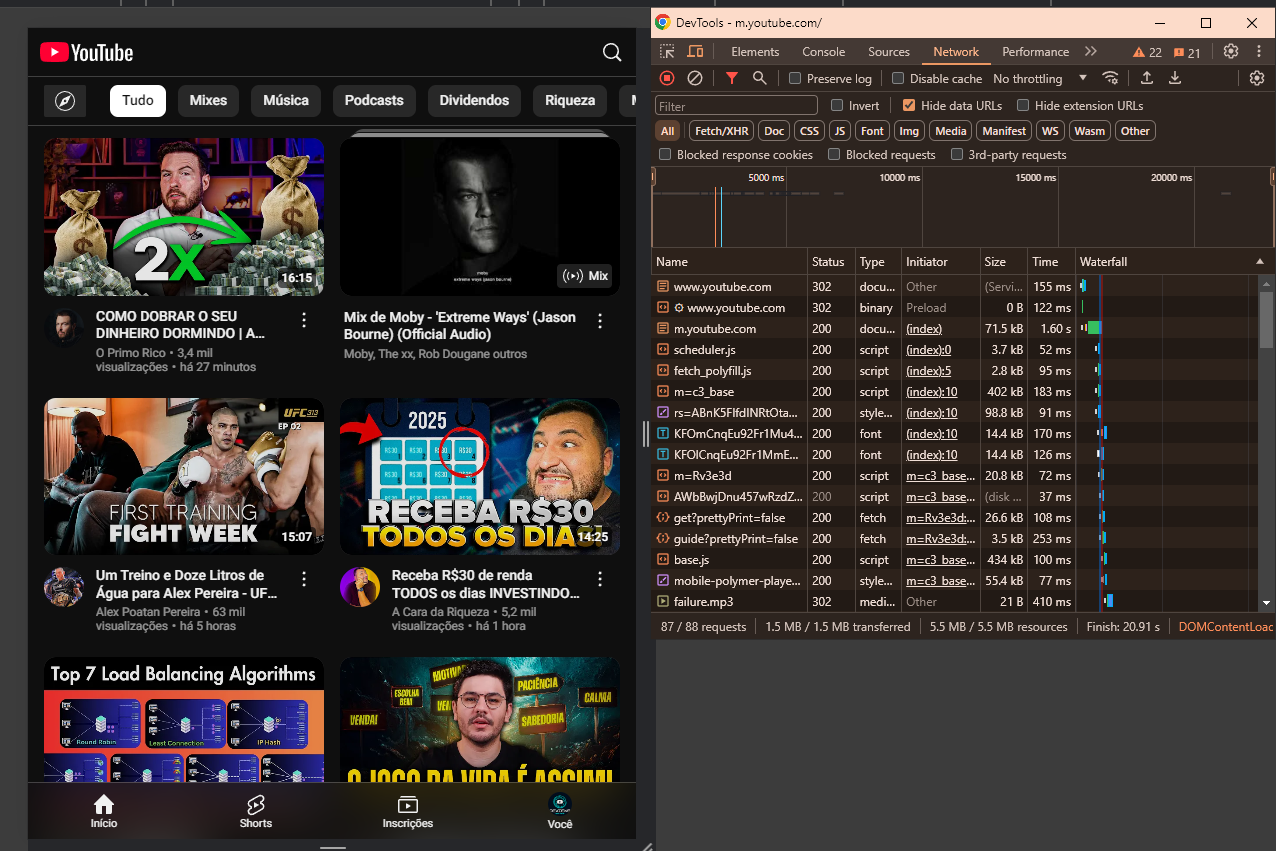 YouTube
Tudo
Mixes
Música
Podcasts
Dividendos
Riqueza
2x
16:15
COMO DOBRAR O SEU
DINHEIRO DORMINDO | A...
O Primo Rico • 3,4 mil
visualizações • há 27 minutos
moby
extreme ways (jason bourne)
Mix
Mix de Moby - 'Extreme Ways' (Jason
Bourne) (Official Audio)
Moby, The xx, Rob Dougane outros
UFC 313
EP 02
FIRST TRAINING
FIGHT WEEK
15:07
Um Treino e Doze Litros de
Água para Alex Pereira - UF...
Alex Poatan Pereira • 63 mil
visualizações • há 5 horas
2025
R$30 R$30 R$30 R$30
RECEBA R$30
TODOS OS DIAS!
14:25
Receba R$30 de renda
TODOS os dias INVESTINDO...
A Cara da Riqueza • 5,2 mil
visualizações • há 1 hora
Top 7 Load Balancing Algorithms
Round Robin
Least Connection
IP Hash
ESCOLHA
BEM
PACIÊNCIA
CALMA
VENDA!
SABEDORIA
O JOGO DA VIDA É ASSIM!
Início
Shorts
Inscrições
Você
DevTools - m.youtube.com/
Elements
Console
Sources
Network
Performance
22
21
Preserve log
Disable cache
No throttling
Filter
Invert
Hide data URLs
Hide extension URLs
All
Fetch/XHR
Doc
CSS
JS
Font
Img
Media
Manifest
WS
Wasm
Other
Blocked response cookies
Blocked requests
3rd-party requests
5000 ms
10000 ms
15000 ms
20000 ms
Name Status Type Initiator Size Time Waterfall
www.youtube.com 302 docu... Other (Servi... 155 ms
www.youtube.com 302 binary Preload 0 B 122 ms
m.youtube.com 200 docu... (index) 71.5 kB 1.60 s
scheduler.js 200 script (index):0 3.7 kB 52 ms
fetch_polyfill.js 200 script (index):5 2.8 kB 95 ms
m=c3_base 200 script (index):10 402 kB 183 ms
rs=ABnK5FIfdINRtOta... 200 style... (index):10 98.8 kB 91 ms
KFOmCnqEu92Fr1Mu4... 200 font (index):10 14.4 kB 170 ms
KFOlCnqEu92Fr1MmE... 200 font (index):10 14.4 kB 126 ms
m=Rv3e3d 200 script m=c3_base... 20.8 kB 72 ms
AWbBwjDnu457wRzdZ... 200 script m=c3_base... (disk ... 37 ms
get?prettyPrint=false 200 fetch m=Rv3e3d:... 26.6 kB 108 ms
guide?prettyPrint=false 200 fetch m=Rv3e3d:... 3.5 kB 253 ms
base.js 200 script m=c3_base... 434 kB 100 ms
mobile-polymer-playe... 200 style... m=c3_base... 55.4 kB 77 ms
failure.mp3 302 medi... Other 21 B 410 ms
87 / 88 requests
1.5 MB / 1.5 MB transferred
5.5 MB / 5.5 MB resources
Finish: 20.91 s
DOMContentLoac